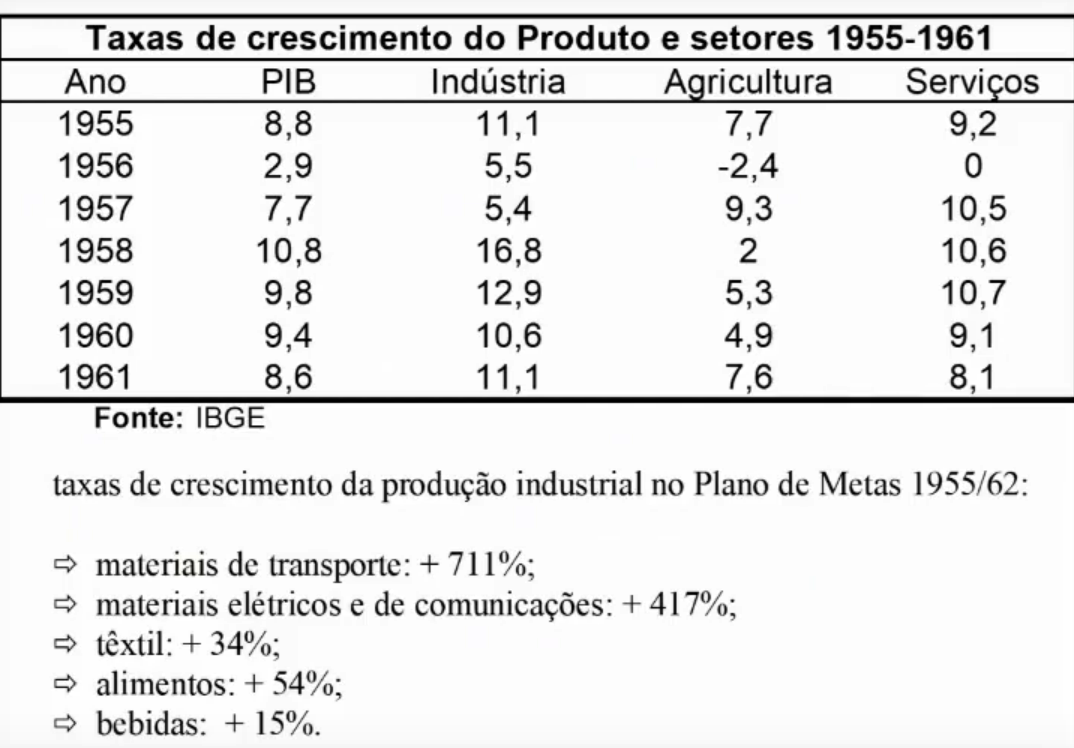 Taxas de crescimento do Produto e setores 1955-1961
Ano PIB Indústria Agricultura Serviços
1955 8,8 11,1 7,7 9,2
1956 2,9 5,5 -2,4 0
1957 7,7 5,4 9,3 10,5
1958 10,8 16,8 2 10,6
1959 9,8 12,9 5,3 10,7
1960 9,4 10,6 4,9 9,1
1961 8,6 11,1 7,6 8,1
Fonte: IBGE
taxas de crescimento da produção industrial no Plano de Metas 1955/62:
⇨ materiais de transporte: + 711%;
⇨ materiais elétricos e de comunicações: + 417%;
⇨ têxtil: + 34%;
⇨ alimentos: + 54%;
⇨ bebidas: + 15%.